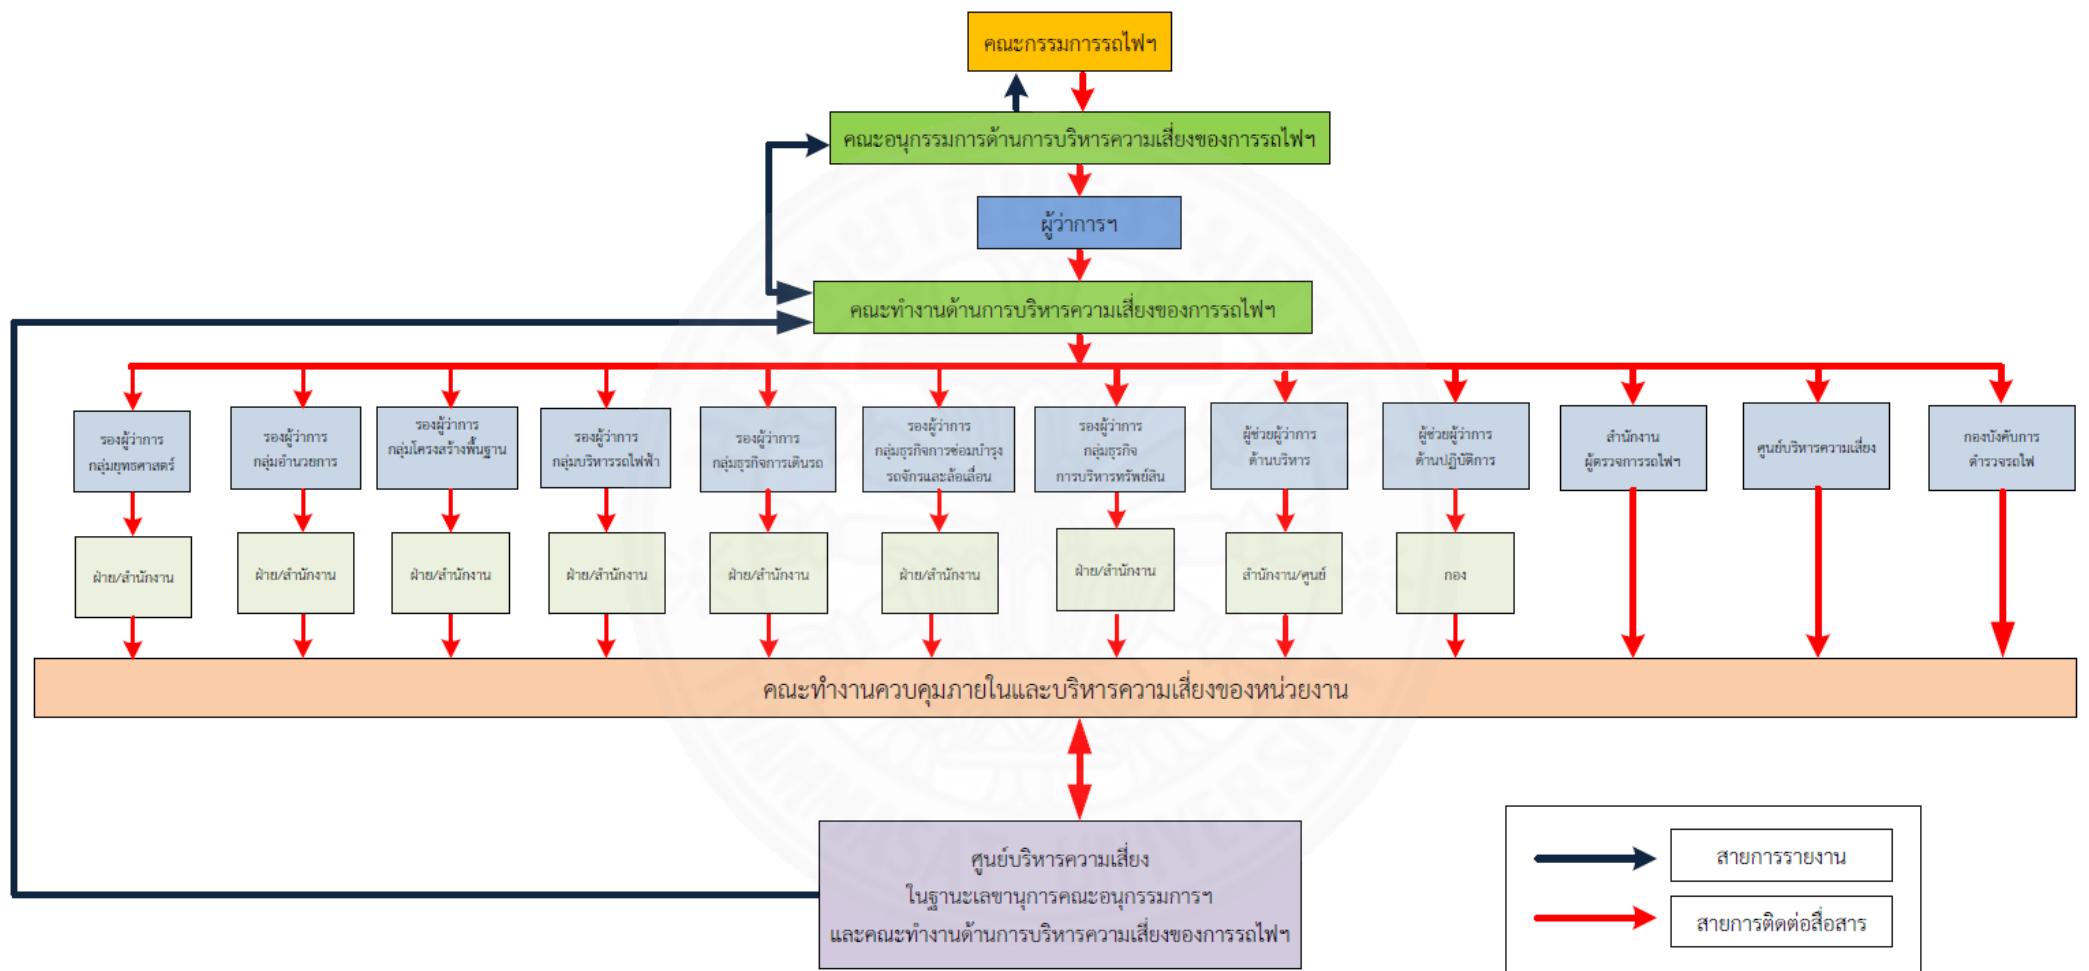 คณะกรรมการรถไฟฯ
คณะอนุกรรมการด้านการบริหารความเสี่ยงของการรถไฟฯ
ผู้ว่าการฯ
คณะทำงานด้านการบริหารความเสี่ยงของการรถไฟฯ
รองผู้ว่าการ
กลุ่มยุทธศาสตร์
รองผู้ว่าการ
กลุ่มอำนวยการ
รองผู้ว่าการ
กลุ่มโครงสร้างพื้นฐาน
รองผู้ว่าการ
กลุ่มบริหารรถไฟฟ้า
รองผู้ว่าการ
กลุ่มธุรกิจการเดินรถ
รองผู้ว่าการ
กลุ่มธุรกิจการซ่อมบำรุง
รถจักรและล้อเลื่อน
รองผู้ว่าการ
กลุ่มธุรกิจ
การบริหารทรัพย์สิน
ผู้ช่วยผู้ว่าการ
ด้านบริหาร
ผู้ช่วยผู้ว่าการ
ด้านปฏิบัติการ
สำนักงาน
ผู้ตรวจการรถไฟฯ
ศูนย์บริหารความเสี่ยง
กองบังคับการ
ตำรวจรถไฟ
ฝ่าย/สำนักงาน
ฝ่าย/สำนักงาน
ฝ่าย/สำนักงาน
ฝ่าย/สำนักงาน
ฝ่าย/สำนักงาน
ฝ่าย/สำนักงาน
ฝ่าย/สำนักงาน
สำนักงาน/ศูนย์
กอง
คณะทำงานควบคุมภายในและบริหารความเสี่ยงของหน่วยงาน
ศูนย์บริหารความเสี่ยง
ในฐานะเลขานุการคณะอนุกรรมการฯ
และคณะทำงานด้านการบริหารความเสี่ยงของการรถไฟฯ
สายการรายงาน
สายการติดต่อสื่อสาร